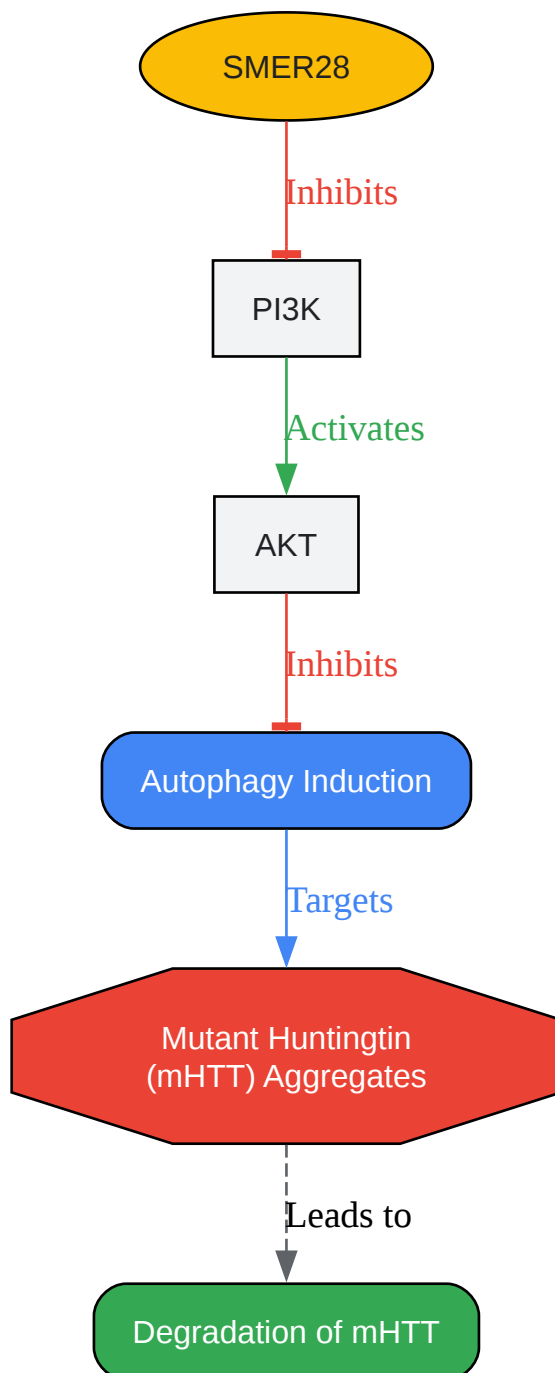 SMER28
Inhibits
PI3K
Activates
AKT
Inhibits
Autophagy Induction
Targets
Mutant Huntingtin
(mHTT) Aggregates
Leads to
Degradation of mHTT